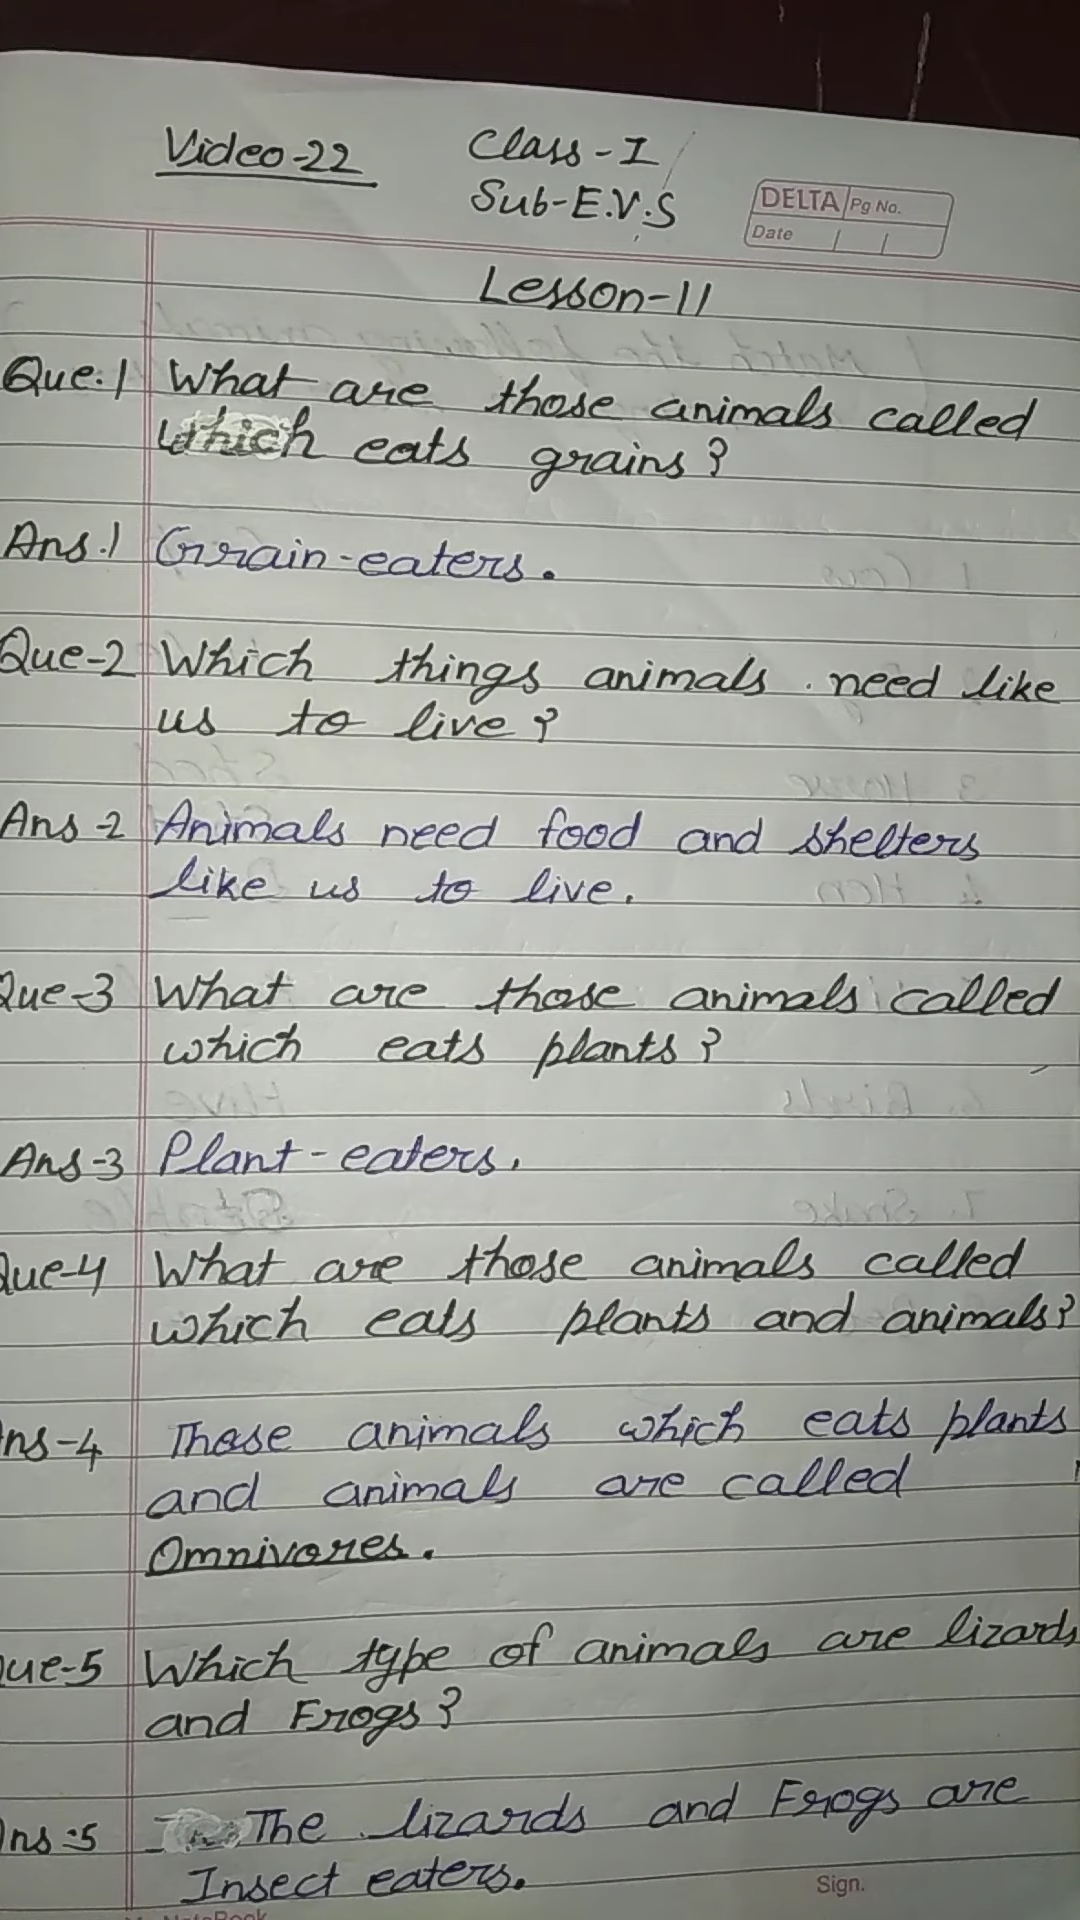 Video-22 Class-I
Sub-E.V.S
DELTA Pg No.
Date
Lesson-11
Que.1 What are those animals called
which eats grains?
Ans.1 Grain-eaters.
Que-2 Which things animals need like
us to live?
Ans-2 Animals need food and shelters
like us to live.
Que-3 What are those animals called
which eats plants?
Ans-3 Plant-eaters.
Que-4 What are those animals called
which eats plants and animals?
Ans-4 These animals which eats plants
and animals are called
Omnivores.
Que-5 Which type of animals are lizards
and Frogs?
Ans-5 The lizards and Frogs are
Insect eaters.
Sign.
NoteBook